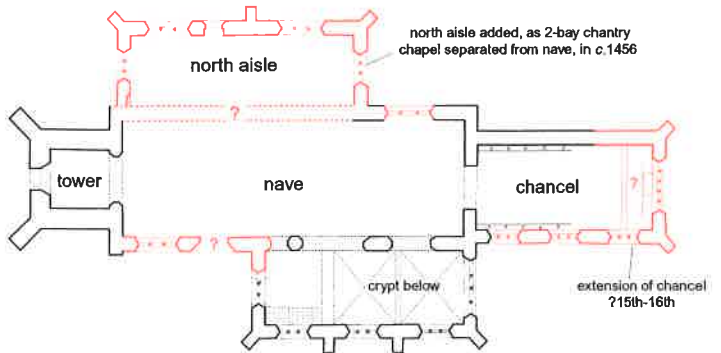 north aisle added, as 2-bay chantry
chapel separated from nave, in c.1456
north aisle
?
tower
nave
chancel
?
?
crypt below
extension of chancel
?15th-16th